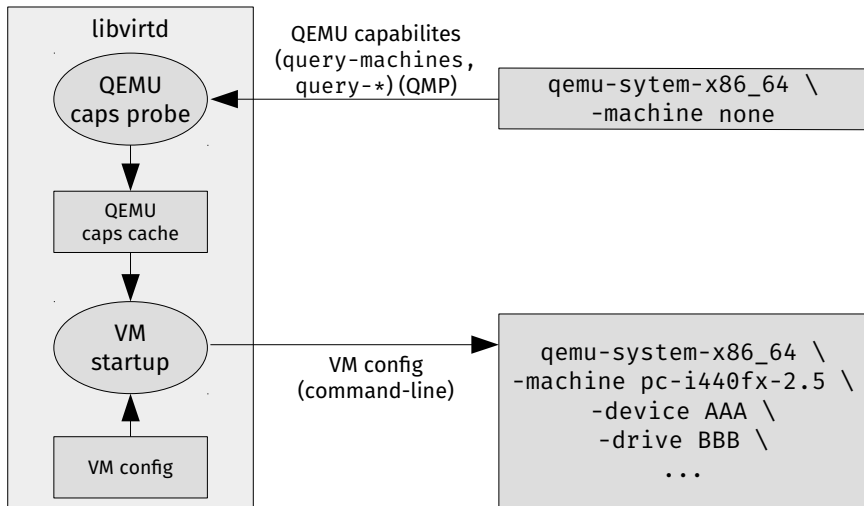 libvirtd
QEMU
caps probe
QEMU
caps cache
VM
startup
VM config
QEMU capabilites
(query-machines,
query-*) (QMP)
qemu-sytem-x86_64 \
-machine none
VM config
(command-line)
qemu-system-x86_64 \
-machine pc-i440fx-2.5 \
-device AAA \
-drive BBB \
...